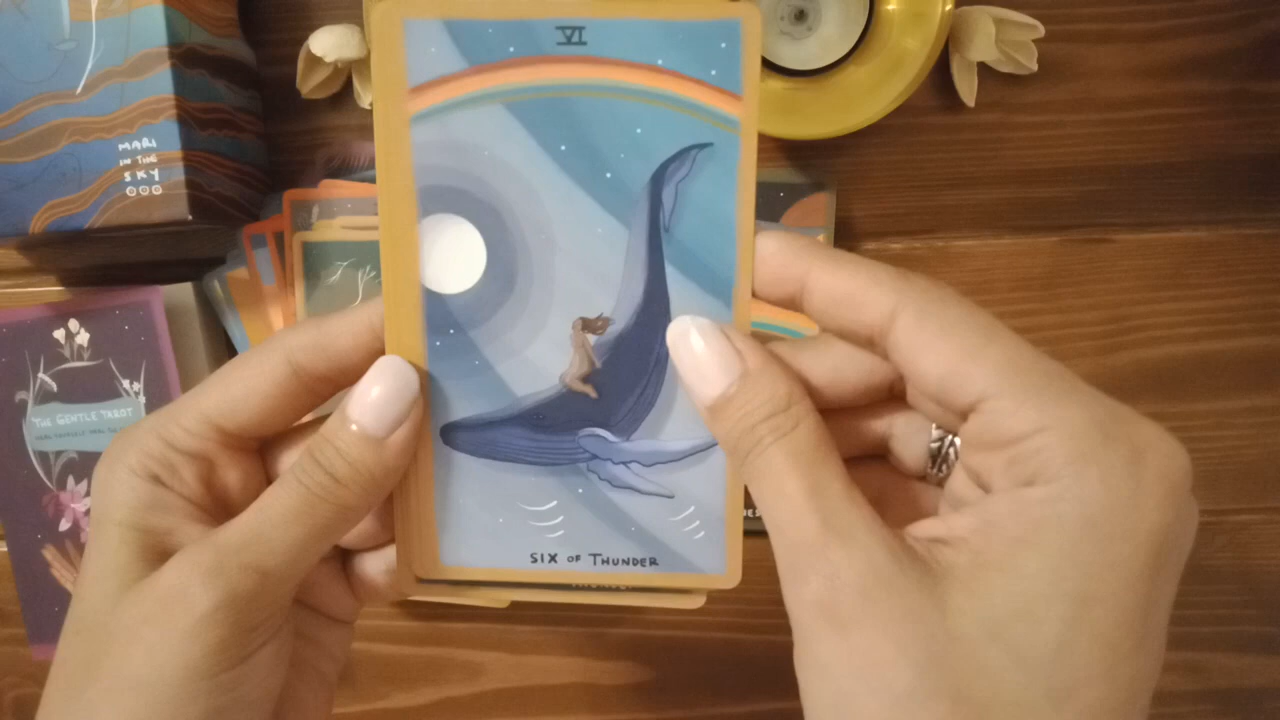 VI
SIX OF THUNDER
MARI
IN THE
SKY
THE GENTLE TAROT